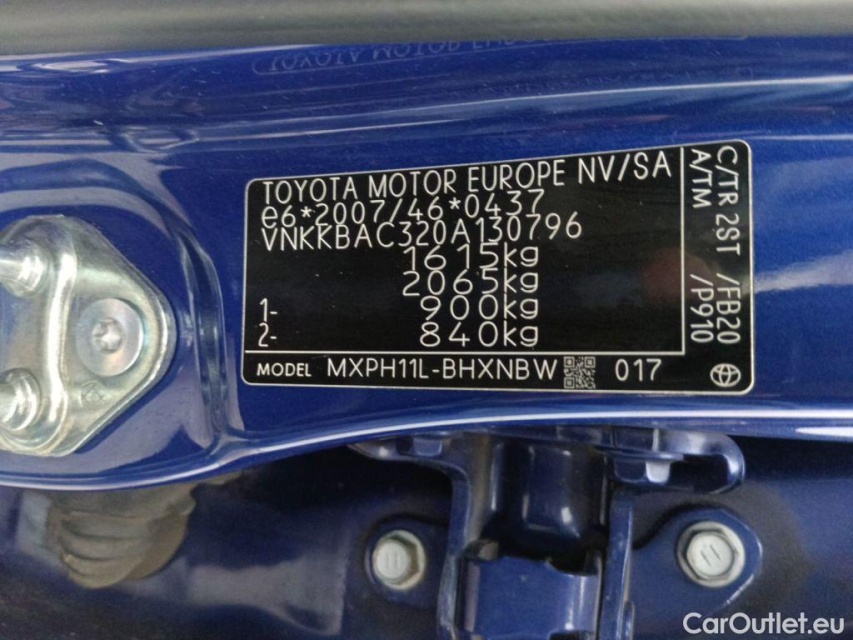 TOYOTA MOTOR EUROPE NV/SA
e6*2007/46*0437
VNKKBAC320A130796
1615kg
2065kg
1- 900kg
2- 840kg
MODEL MXPH11L-BHXNBW 017
C/TR 2ST /FB20
A/TM /P910
CarOutlet.eu